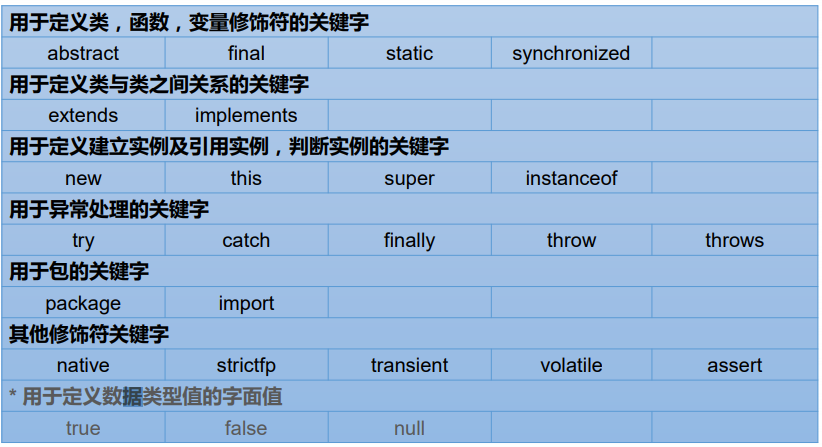 用于定义类，函数，变量修饰符的关键字
abstract final static synchronized
用于定义类与类之间关系的关键字
extends implements
用于定义建立实例及引用实例，判断实例的关键字
new this super instanceof
用于异常处理的关键字
try catch finally throw throws
用于包的关键字
package import
其他修饰符关键字
native strictfp transient volatile assert
* 用于定义数据类型值的字面值
true false null